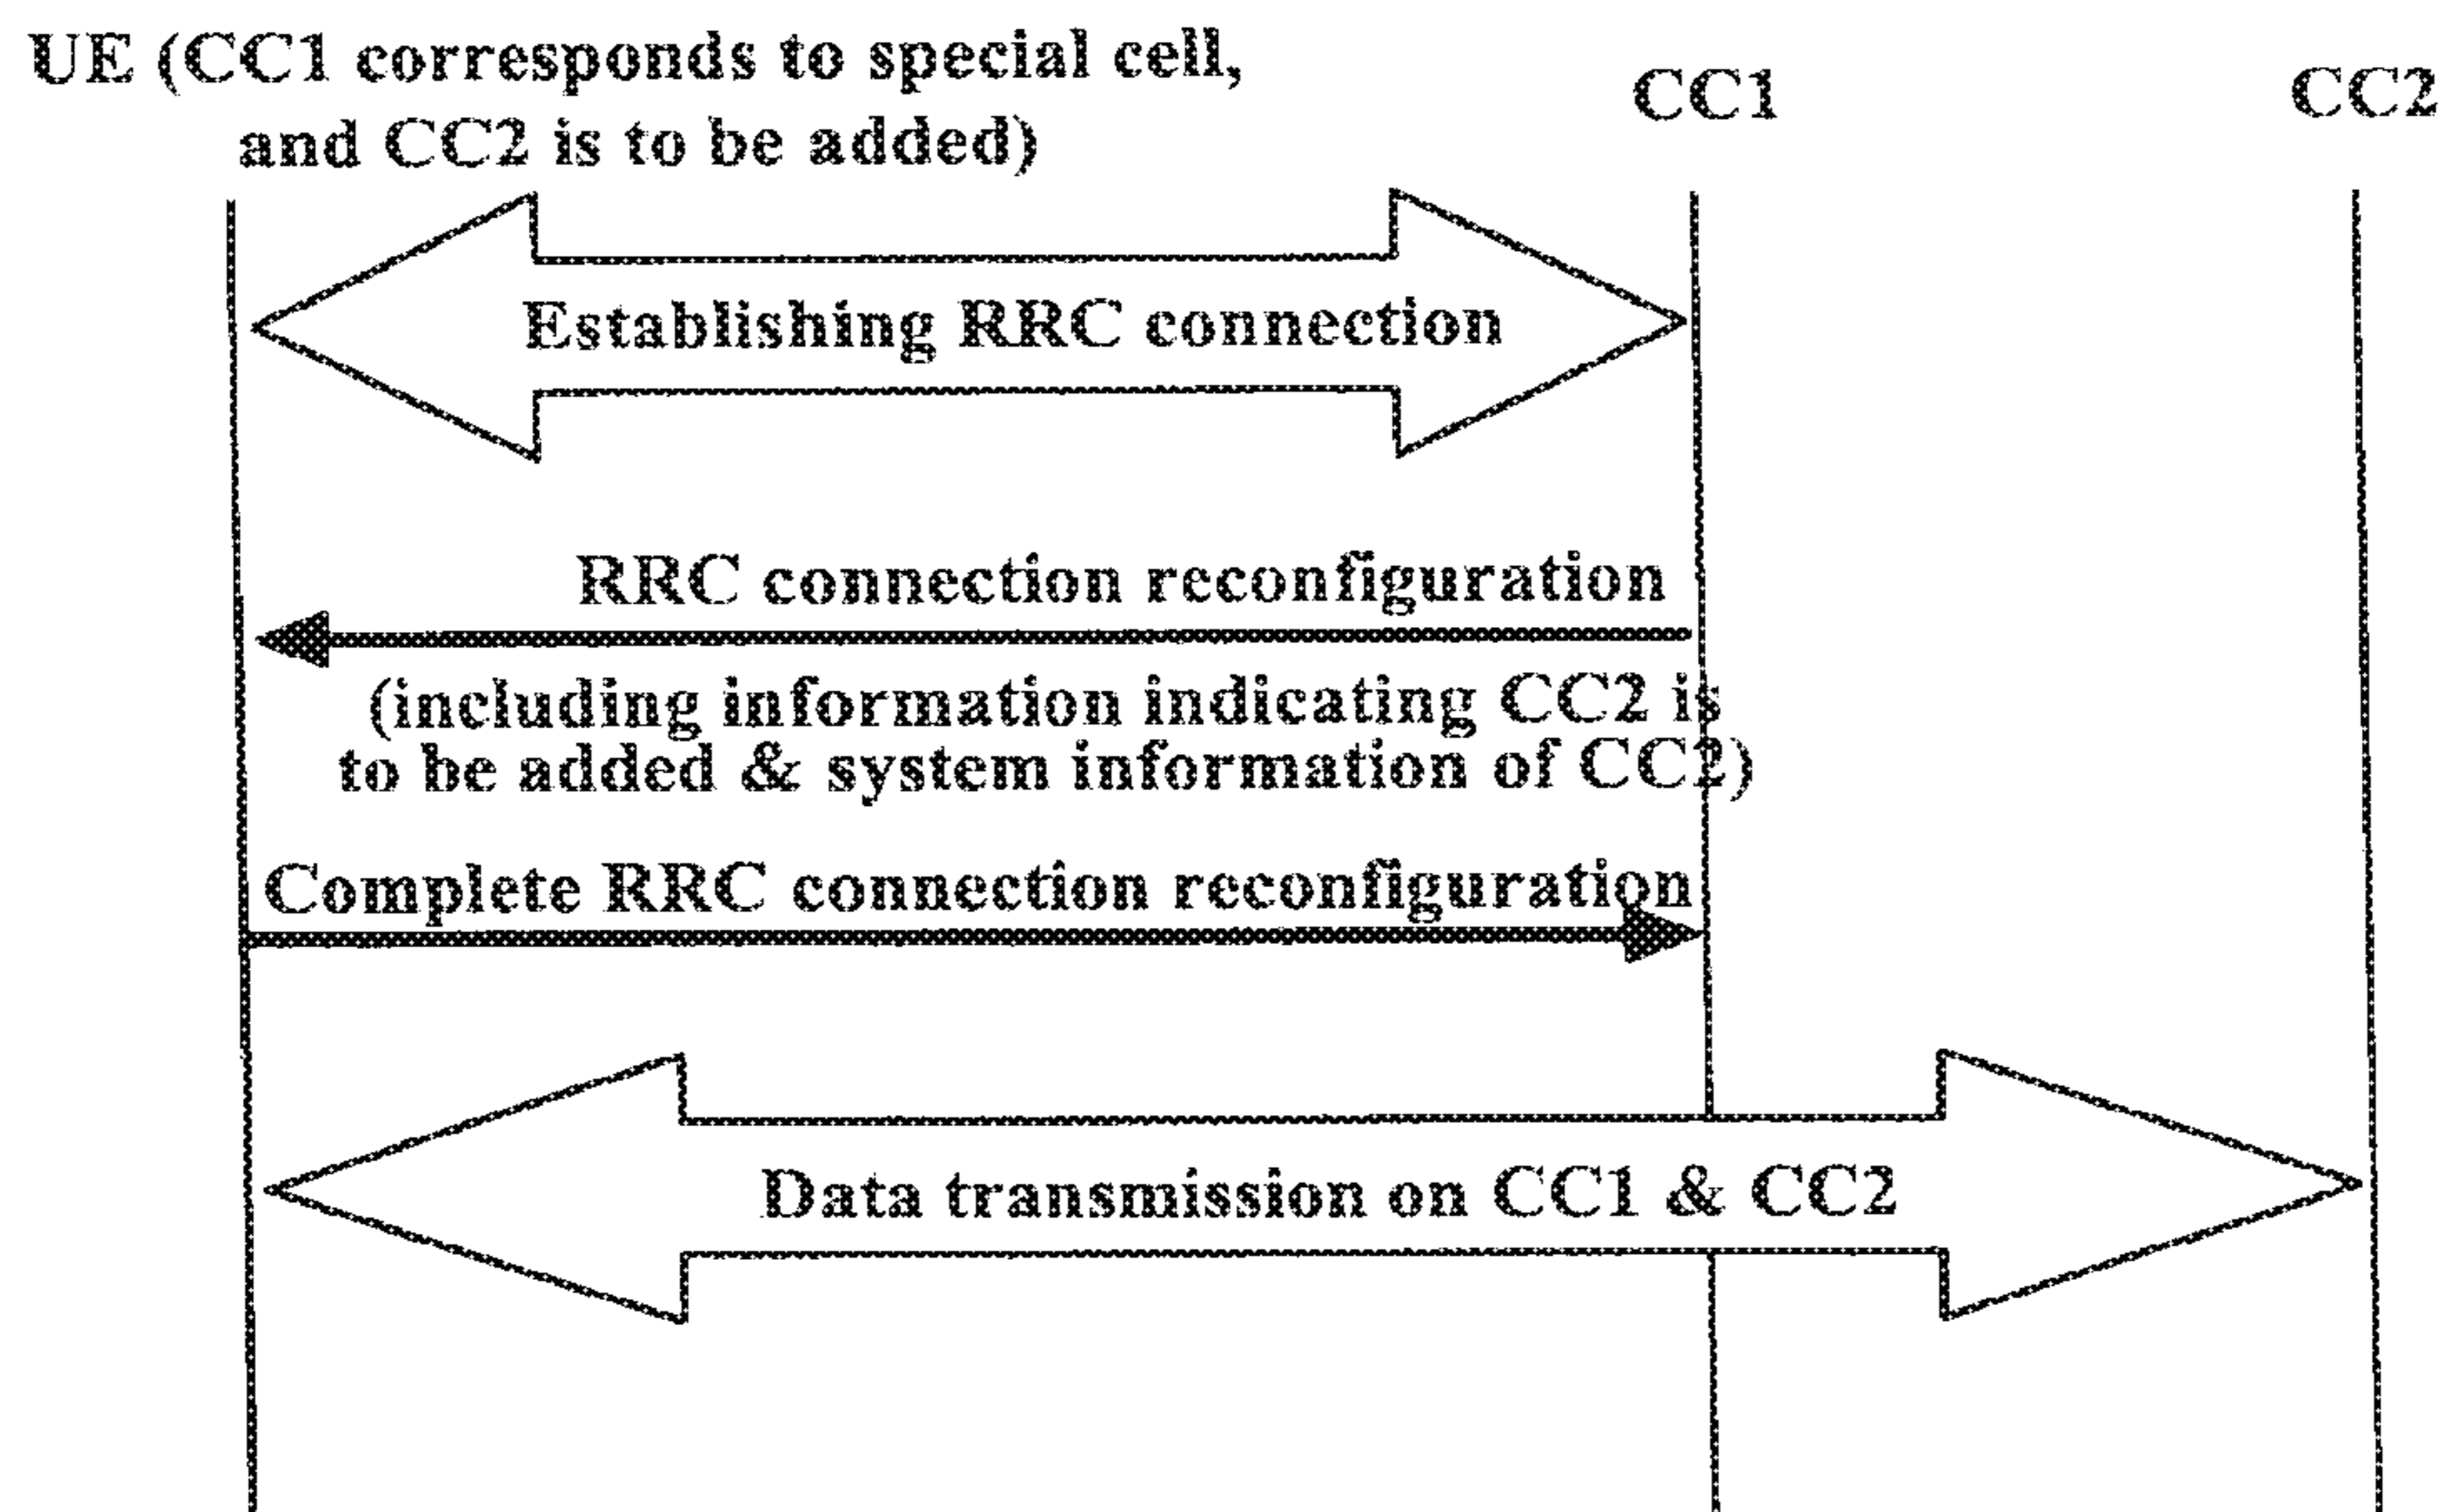 UE (CC1 corresponds to special cell,
and CC2 is to be added)
CC1
CC2
Establishing RRC connection
RRC connection reconfiguration
(including information indicating CC2 is
to be added & system information of CC2)
Complete RRC connection reconfiguration
Data transmission on CC1 & CC2